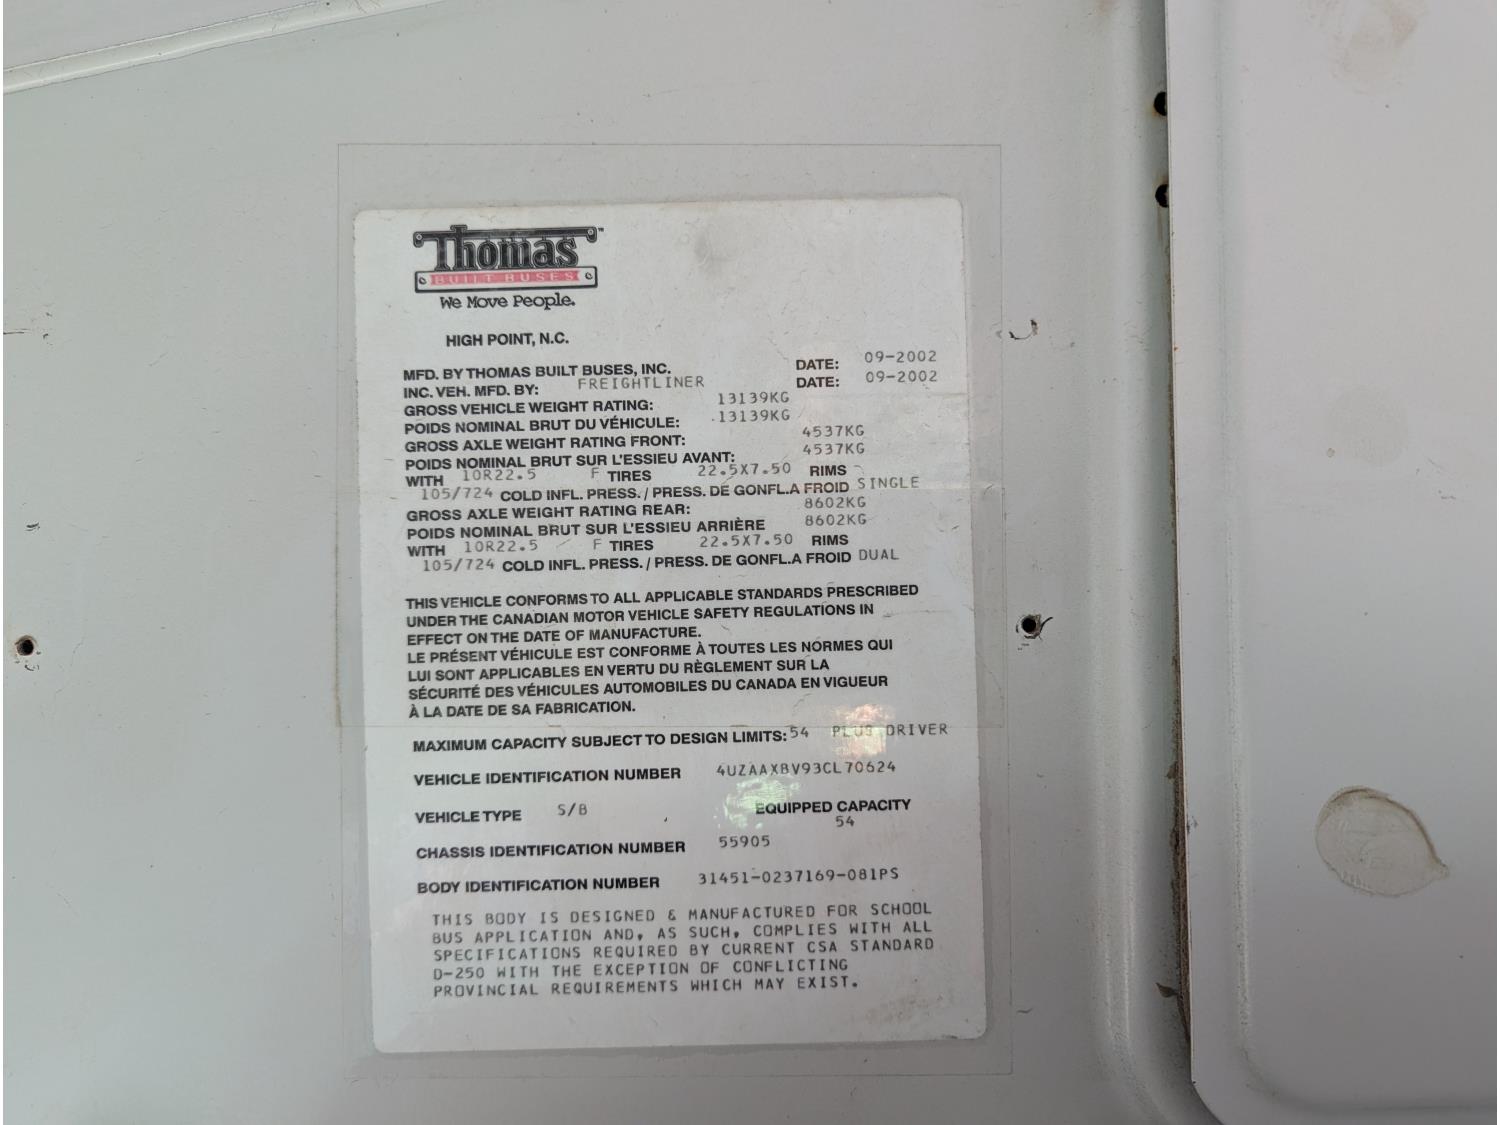 Thomas
BUILT BUSES
We Move People.
HIGH POINT, N.C.
MFD. BY THOMAS BUILT BUSES, INC. DATE: 09-2002
INC. VEH. MFD. BY: FREIGHTLINER DATE: 09-2002
GROSS VEHICLE WEIGHT RATING: 13139KG
POIDS NOMINAL BRUT DU VÉHICULE: 13139KG
GROSS AXLE WEIGHT RATING FRONT: 4537KG
POIDS NOMINAL BRUT SUR L'ESSIEU AVANT: 4537KG
WITH 10R22.5 F TIRES 22.5X7.50 RIMS
105/724 COLD INFL. PRESS. / PRESS. DE GONFL.A FROID SINGLE
GROSS AXLE WEIGHT RATING REAR: 8602KG
POIDS NOMINAL BRUT SUR L'ESSIEU ARRIÈRE 8602KG
WITH 10R22.5 F TIRES 22.5X7.50 RIMS
105/724 COLD INFL. PRESS. / PRESS. DE GONFL.A FROID DUAL
THIS VEHICLE CONFORMS TO ALL APPLICABLE STANDARDS PRESCRIBED
UNDER THE CANADIAN MOTOR VEHICLE SAFETY REGULATIONS IN
EFFECT ON THE DATE OF MANUFACTURE.
LE PRÉSENT VÉHICULE EST CONFORME À TOUTES LES NORMES QUI
LUI SONT APPLICABLES EN VERTU DU RÈGLEMENT SUR LA
SÉCURITÉ DES VÉHICULES AUTOMOBILES DU CANADA EN VIGUEUR
À LA DATE DE SA FABRICATION.
MAXIMUM CAPACITY SUBJECT TO DESIGN LIMITS: 54 PLUS DRIVER
VEHICLE IDENTIFICATION NUMBER 4UZAAXBV93CL70624
VEHICLE TYPE S/B EQUIPPED CAPACITY
54
CHASSIS IDENTIFICATION NUMBER 55905
BODY IDENTIFICATION NUMBER 31451-0237169-081PS
THIS BODY IS DESIGNED & MANUFACTURED FOR SCHOOL
BUS APPLICATION AND, AS SUCH, COMPLIES WITH ALL
SPECIFICATIONS REQUIRED BY CURRENT CSA STANDARD
D-250 WITH THE EXCEPTION OF CONFLICTING
PROVINCIAL REQUIREMENTS WHICH MAY EXIST.